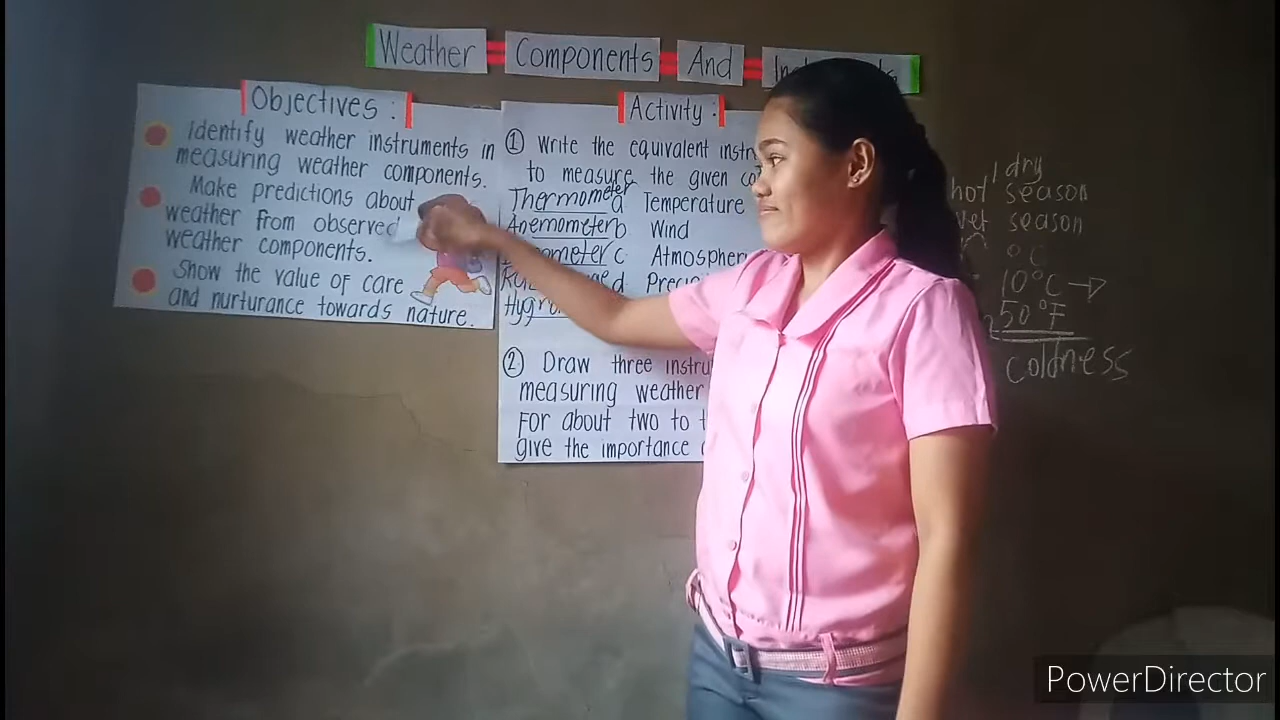 Weather Components And
Objectives :
Identify weather instruments in
measuring weather components.
Make predictions about
weather from observed
weather components.
Show the value of care
and nurturance towards nature.
Activity :
① Write the equivalent
to measure the given
Thermometer a Temperature
Anemometer b Wind
c
d
② Draw three
measuring weather
For about two to
give the importance
1 dry
hot season
wet season
°C
10°C →
50°F
coldness
PowerDirector